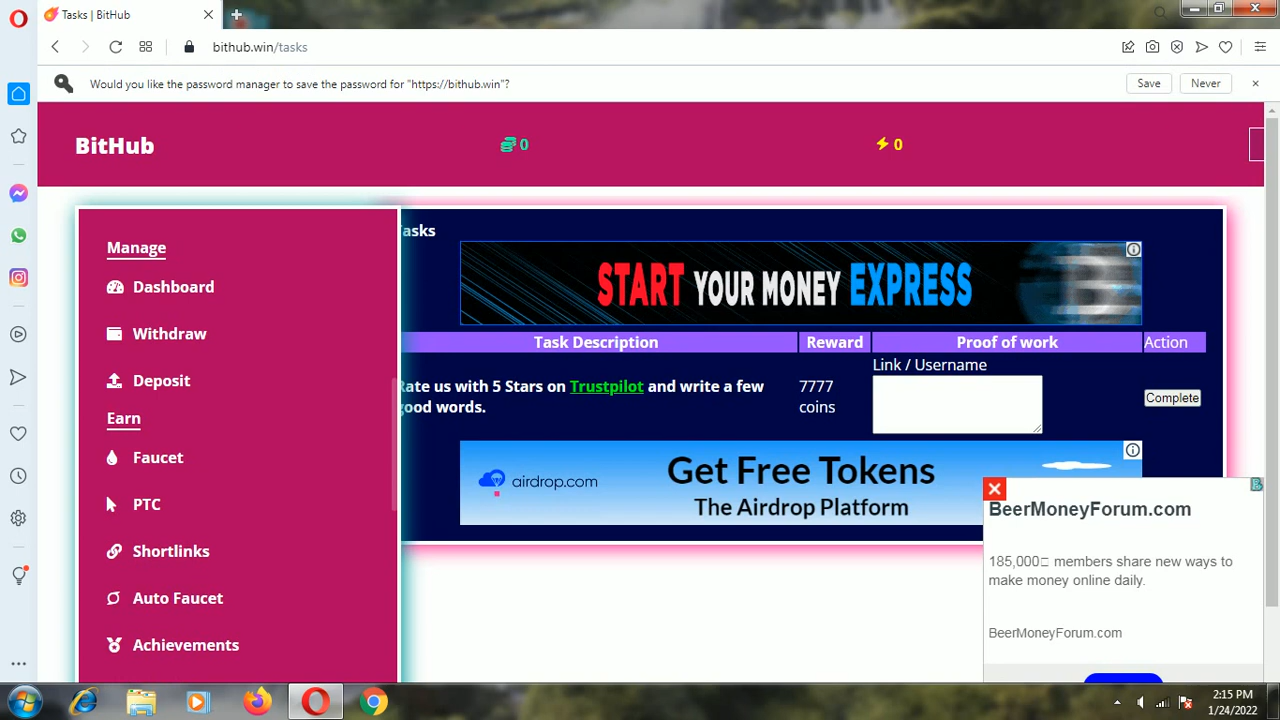 Tasks | BitHub
bithub.win/tasks
Would you like the password manager to save the password for "https://bithub.win"?
Save
Never
BitHub
0
0
Manage
Dashboard
Withdraw
Deposit
Earn
Faucet
PTC
Shortlinks
Auto Faucet
Achievements
Tasks
START YOUR MONEY EXPRESS
Task Description
Reward
Proof of work
Action
Rate us with 5 Stars on Trustpilot and write a few
good words.
7777
coins
Link / Username
Complete
airdrop.com
Get Free Tokens
The Airdrop Platform
BeerMoneyForum.com
185,000 members share new ways to
make money online daily.
BeerMoneyForum.com
2:15 PM
1/24/2022